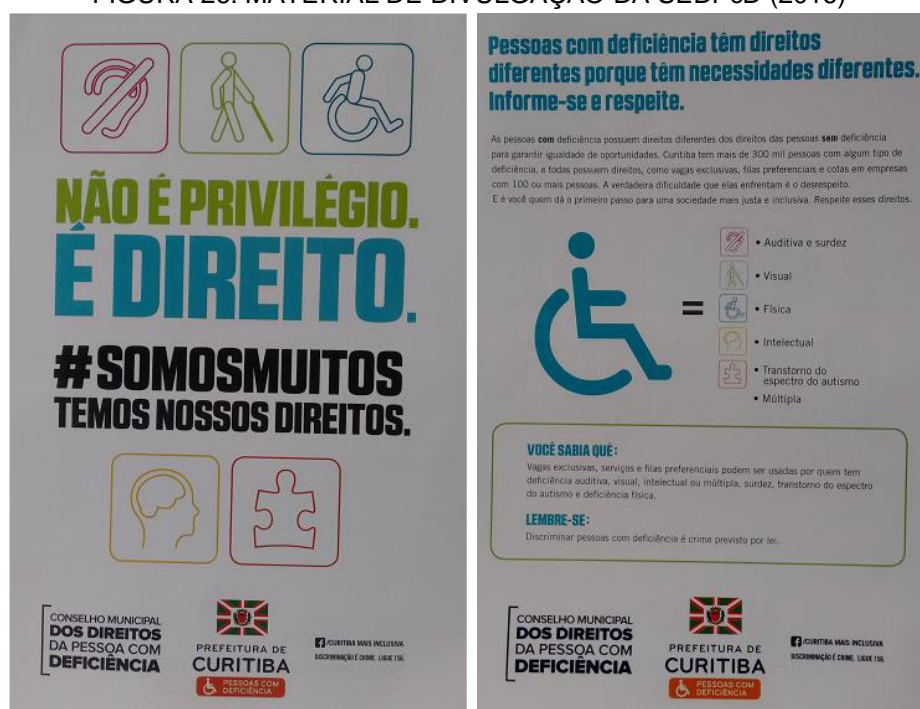 NÃO É PRIVILÉGIO.
É DIREITO.
#SOMOSMUITOS
TEMOS NOSSOS DIREITOS.
CONSELHO MUNICIPAL
DOS DIREITOS
DA PESSOA COM
DEFICIÊNCIA
PREFEITURA DE
CURITIBA
PESSOAS COM
DEFICIÊNCIA
/CURITIBA MAIS INCLUSIVA
DISCRIMINAÇÃO É CRIME. LIGUE 156.
Pessoas com deficiência têm direitos
diferentes porque têm necessidades diferentes.
Informe-se e respeite.
As pessoas com deficiência possuem direitos diferentes dos direitos das pessoas sem deficiência
para garantir igualdade de oportunidades. Curitiba tem mais de 300 mil pessoas com algum tipo de
deficiência, e todas possuem direitos, como vagas exclusivas, filas preferenciais e cotas em empresas
com 100 ou mais pessoas. A verdadeira dificuldade que elas enfrentam é o desrespeito.
E é você quem dá o primeiro passo para uma sociedade mais justa e inclusiva. Respeite esses direitos.
=
• Auditiva e surdez
• Visual
• Física
• Intelectual
• Transtorno do
espectro do autismo
• Múltipla
VOCÊ SABIA QUE:
Vagas exclusivas, serviços e filas preferenciais podem ser usadas por quem tem
deficiência auditiva, visual, intelectual ou múltipla, surdez, transtorno do espectro
do autismo e deficiência física.
LEMBRE-SE:
Discriminar pessoas com deficiência é crime previsto por lei.
CONSELHO MUNICIPAL
DOS DIREITOS
DA PESSOA COM
DEFICIÊNCIA
PREFEITURA DE
CURITIBA
PESSOAS COM
DEFICIÊNCIA
/CURITIBA MAIS INCLUSIVA
DISCRIMINAÇÃO É CRIME. LIGUE 156.